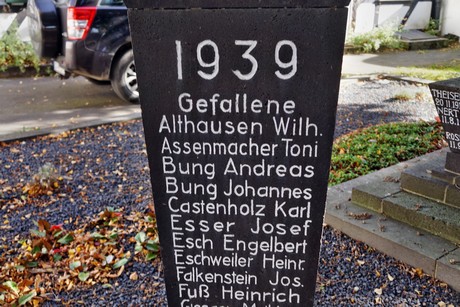 1939
Gefallene
Althausen Wilh.
Assenmacher Toni
Bung Andreas
Bung Johannes
Castenholz Karl
Esser Josef
Esch Engelbert
Eschweiler Heinr.
Falkenstein Jos.
Fuß Heinrich
THEISE